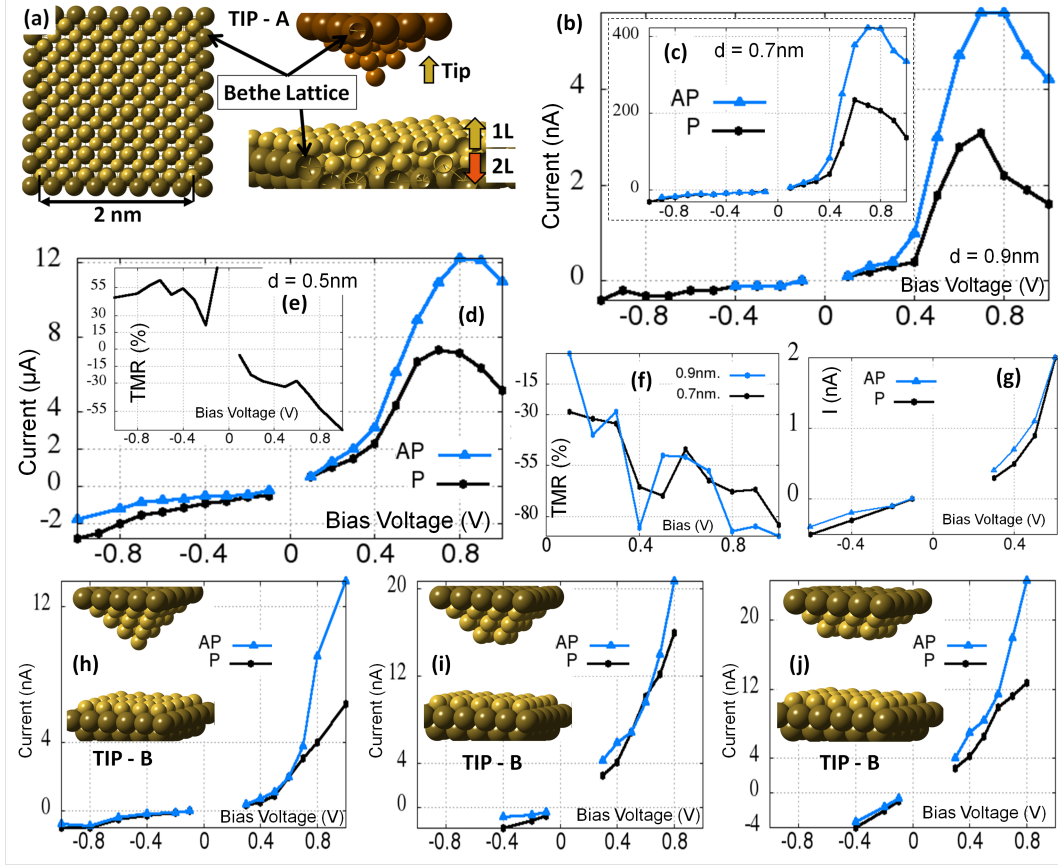 (a)
TIP - A
Tip
Bethe Lattice
1L
2L
2 nm
(b)
Current (nA)
4
2
0
d = 0.9nm
Bias Voltage (V)
-0.8
-0.4
0
0.4
0.8
(c)
d = 0.7nm
400
200
0
AP
P
-0.8
-0.4
0
0.4
0.8
(d)
Current (µA)
12
8
4
2
0
-2
AP
P
Bias Voltage (V)
-0.8
-0.4
0
0.4
0.8
d = 0.5nm
(e)
TMR (%)
55
30
15
0
-15
-30
-55
Bias Voltage (V)
-0.8
-0.4
0
0.4
0.8
(f)
0.9nm.
0.7nm.
TMR (%)
-15
-30
-55
-80
Bias (V)
0
0.4
0.8
(g)
I (nA)
2
1
0
AP
P
Bias Voltage (V)
-0.4
0
0.4
(h)
Current (nA)
12
4
0
AP
P
TIP - B
Bias Voltage (V)
-0.8
-0.4
0
0.4
0.8
(i)
Current (nA)
20
12
4
0
AP
P
TIP - B
Bias Voltage (V)
-0.8
-0.4
0
0.4
0.8
(j)
Current (nA)
20
12
4
0
-4
AP
P
TIP - B
Bias Voltage (V)
-0.8
-0.4
0
0.4
0.8